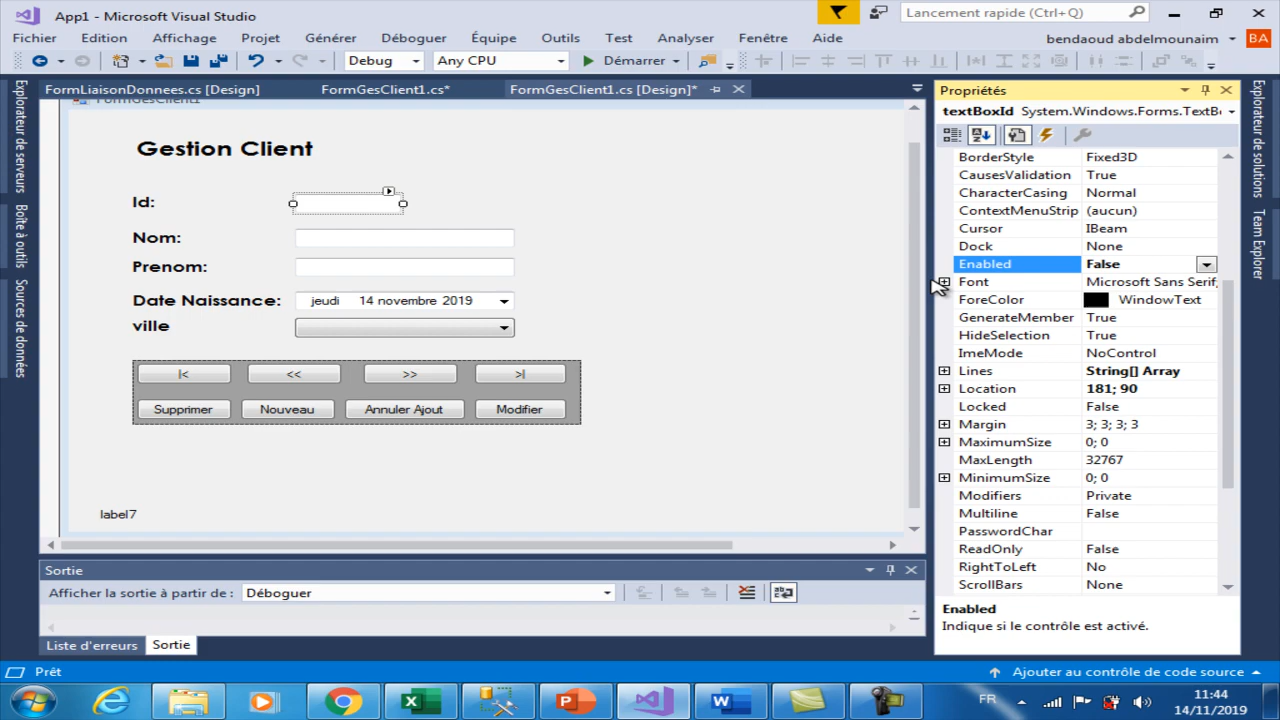 App1 - Microsoft Visual Studio
Lancement rapide (Ctrl+Q)
Fichier Edition Affichage Projet Générer Déboguer Équipe Outils Test Analyser Fenêtre Aide
bendaoud abdelmounaim BA
Debug Any CPU Démarrer
FormLiaisonDonnees.cs [Design] FormGesClient1.cs* FormGesClient1.cs [Design]*
Explorateur de serveurs
Boîte à outils
Sources de données
FormGesClient1
Gestion Client
Id:
Nom:
Prenom:
Date Naissance: jeudi 14 novembre 2019
ville
|< << >> >|
Supprimer Nouveau Annuler Ajout Modifier
label7
Sortie
Afficher la sortie à partir de : Déboguer
Liste d'erreurs Sortie
Propriétés
textBoxId System.Windows.Forms.TextB
BorderStyle Fixed3D
CausesValidation True
CharacterCasing Normal
ContextMenuStrip (aucun)
Cursor IBeam
Dock None
Enabled False
Font Microsoft Sans Serif,
ForeColor WindowText
GenerateMember True
HideSelection True
ImeMode NoControl
Lines String[] Array
Location 181; 90
Locked False
Margin 3; 3; 3; 3
MaximumSize 0; 0
MaxLength 32767
MinimumSize 0; 0
Modifiers Private
Multiline False
PasswordChar
ReadOnly False
RightToLeft No
ScrollBars None
Enabled
Indique si le contrôle est activé.
Explorateur de solutions
Team Explorer
Prêt
Ajouter au contrôle de code source
FR
11:44
14/11/2019